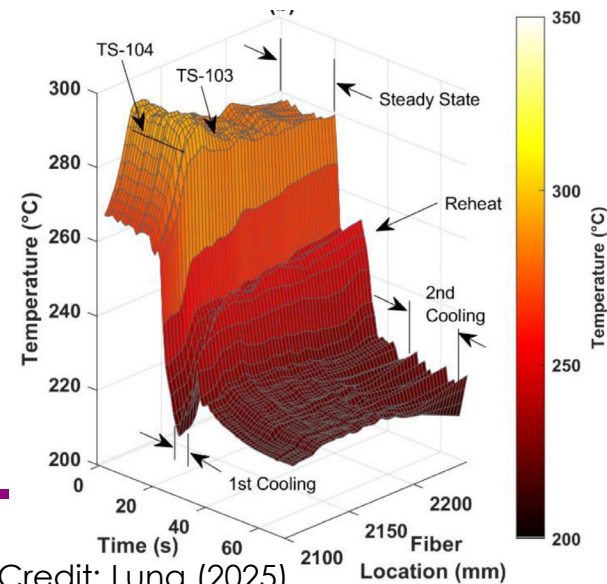 TS-104
TS-103
Steady State
Reheat
2nd
Cooling
1st Cooling
Temperature (°C)
300
280
260
240
220
200
0
20
40
60
Time (s)
2100
2150
2200
Fiber
Location (mm)
350
300
250
200
Temperature (°C)
Credit: Luna (2025)